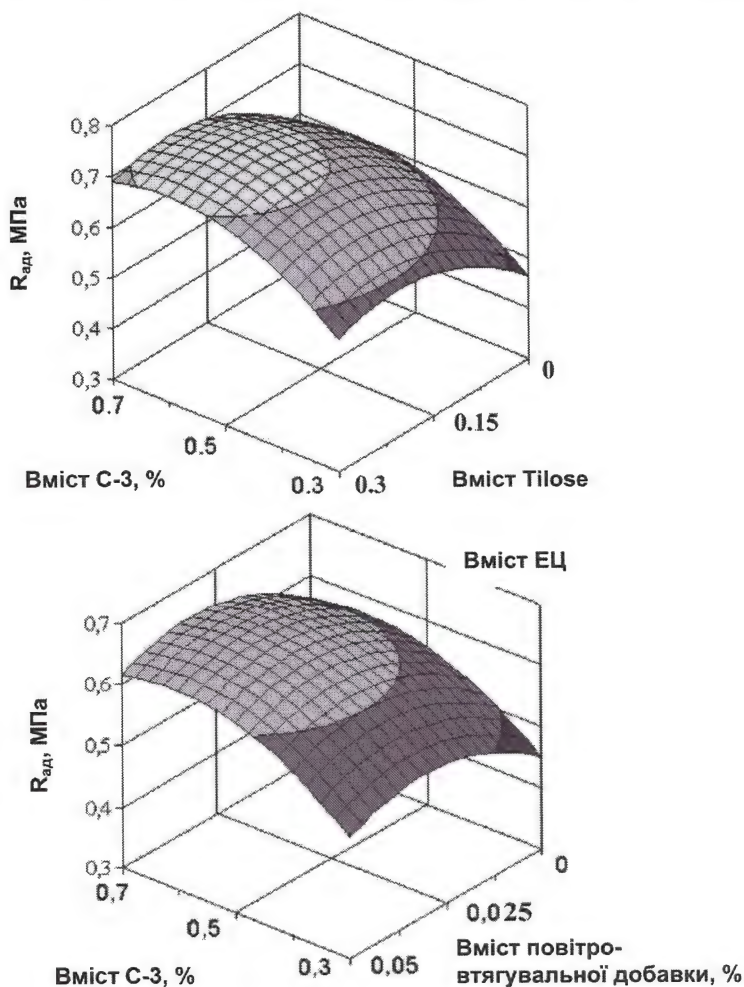 0,8
0,7
0,6
0,5
0,4
0,3
Rад, МПа
0.7
0.5
0.3
Вміст С-3, %
0
0.15
0.3
Вміст Tilose
Вміст ЕЦ
0,7
0,6
0,5
0,4
0,3
Rад, МПа
0,7
0,5
0,3
Вміст С-3, %
0
0,025
0,05
Вміст повітро-
втягувальної добавки, %